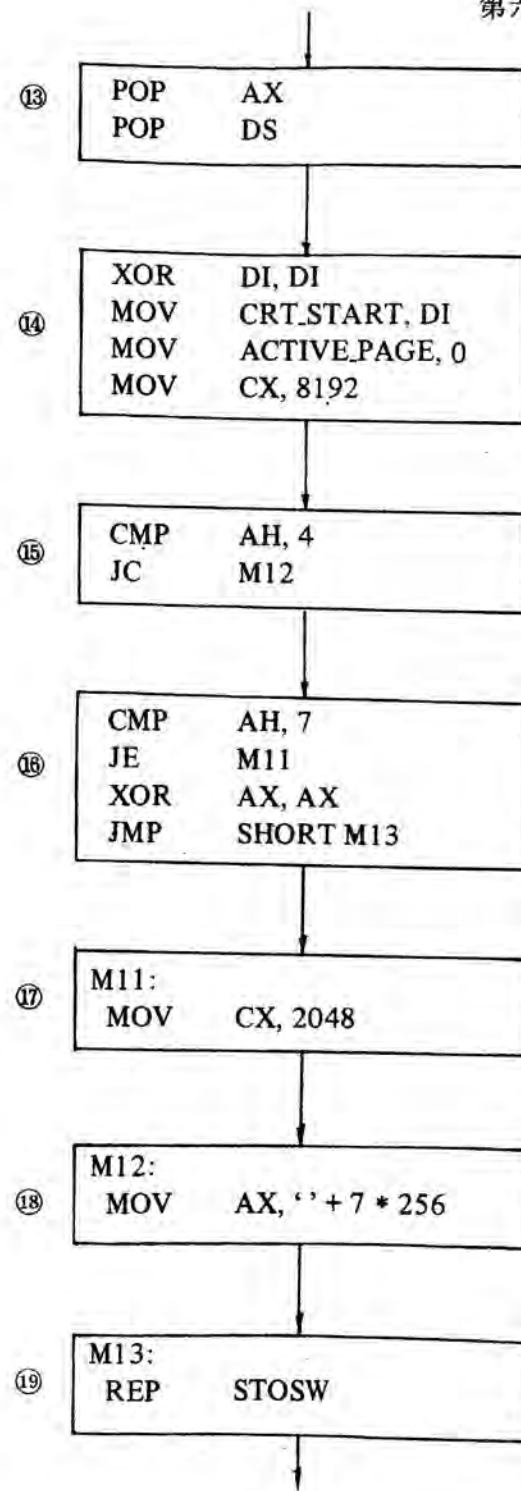 第六
⑬ POP AX
POP DS
⑭ XOR DI, DI
MOV CRT_START, DI
MOV ACTIVE_PAGE, 0
MOV CX, 8192
⑮ CMP AH, 4
JC M12
⑯ CMP AH, 7
JE M11
XOR AX, AX
JMP SHORT M13
⑰ M11:
MOV CX, 2048
⑱ M12:
MOV AX, ‘ ’ + 7 * 256
⑲ M13:
REP STOSW